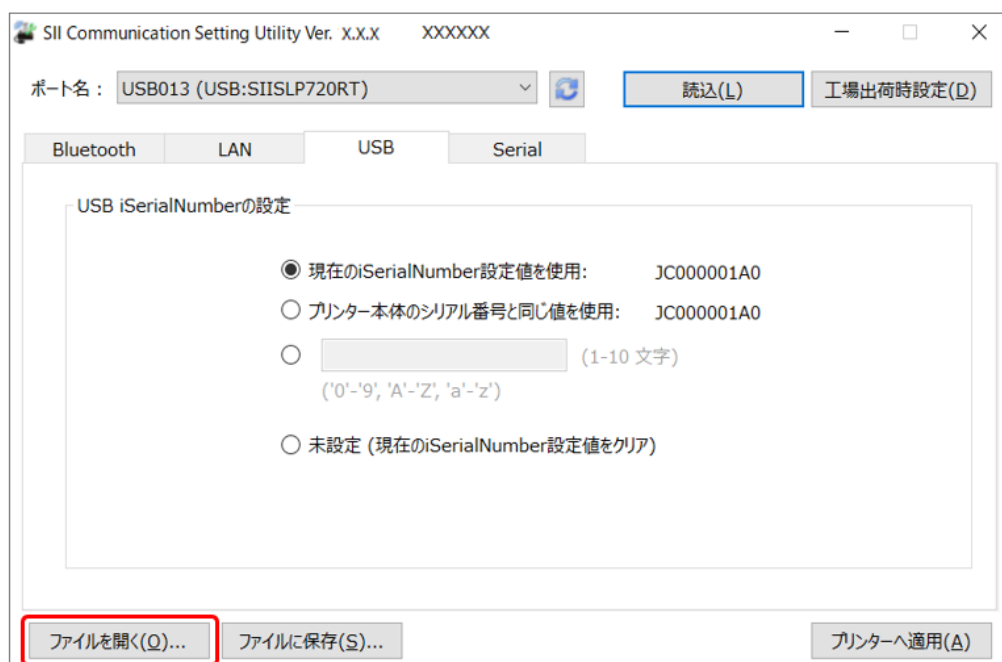 SII Communication Setting Utility Ver. X.X.X XXXXXX
ポート名: USB013 (USB:SIISLP720RT) 読込(L) 工場出荷時設定(D)
Bluetooth LAN USB Serial
USB iSerialNumberの設定
現在のiSerialNumber設定値を使用: JC000001A0
プリンター本体のシリアル番号と同じ値を使用: JC000001A0
(1-10 文字)
('0'-'9', 'A'-'Z', 'a'-'z')
未設定 (現在のiSerialNumber設定値をクリア)
ファイルを開く(O)... ファイルに保存(S)... プリンターへ適用(A)